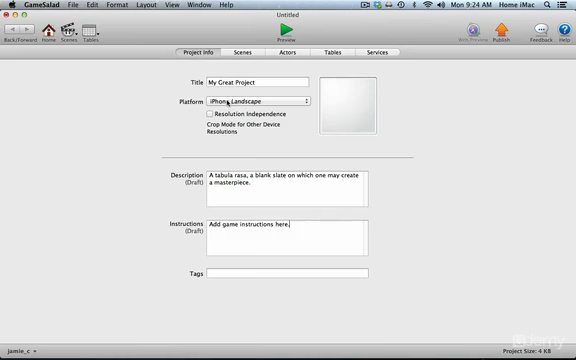 GameSalad File Edit Format Layout View Window Help Mon 9:24 AM Home iMac
Untitled
Back/Forward Home Scenes Tables Preview Web Preview Publish Feedback Help
Project Info Scenes Actors Tables Services
Title My Great Project
Platform iPhone Landscape
Resolution Independence
Crop Mode for Other Device
Resolutions
Description
(Draft)
A tabula rasa, a blank slate on which one may create
a masterpiece.
Instructions
(Draft)
Add game instructions here.
Tags
jamie_c Project Size: 4 KB